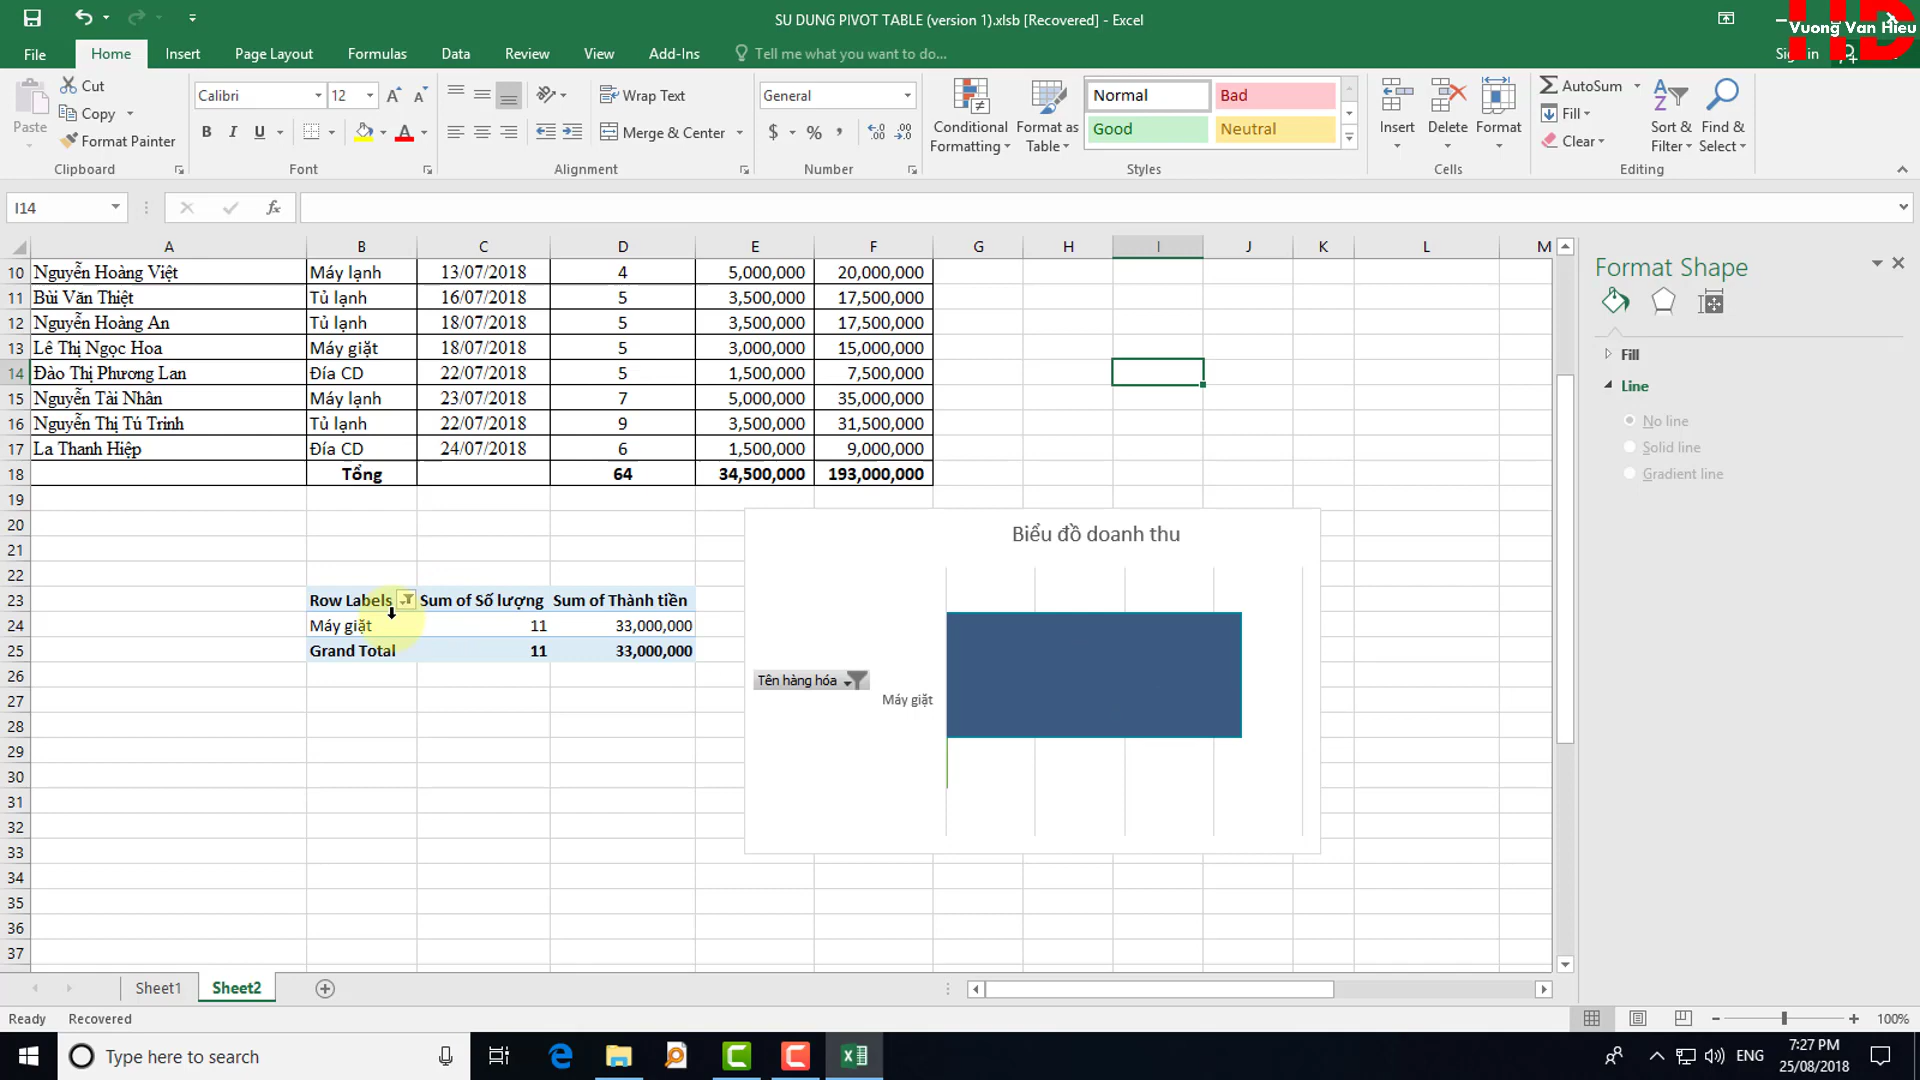 SU DUNG PIVOT TABLE (version 1).xlsb [Recovered] - Excel
Vuong Van Hieu
File Home Insert Page Layout Formulas Data Review View Add-Ins Tell me what you want to do...
Cut
Copy
Format Painter
Paste
Clipboard
Calibri 12
B I U
Font
Wrap Text
Merge & Center
Alignment
General
$ %
Number
Conditional Formatting
Format as Table
Normal Bad
Good Neutral
Styles
Insert Delete Format
Cells
AutoSum
Fill
Clear
Sort & Filter
Find & Select
Editing
I14
fx
A B C D E F G H I J K L M
10 Nguyễn Hoàng Việt Máy lạnh 13/07/2018 4 5,000,000 20,000,000
11 Bùi Văn Thiệt Tủ lạnh 16/07/2018 5 3,500,000 17,500,000
12 Nguyễn Hoàng An Tủ lạnh 18/07/2018 5 3,500,000 17,500,000
13 Lê Thị Ngọc Hoa Máy giặt 18/07/2018 5 3,000,000 15,000,000
14 Đào Thị Phương Lan Đía CD 22/07/2018 5 1,500,000 7,500,000
15 Nguyễn Tài Nhân Máy lạnh 23/07/2018 7 5,000,000 35,000,000
16 Nguyễn Thị Tú Trinh Tủ lạnh 22/07/2018 9 3,500,000 31,500,000
17 La Thanh Hiệp Đía CD 24/07/2018 6 1,500,000 9,000,000
18 Tổng 64 34,500,000 193,000,000
19
20
21
22
23 Row Labels Sum of Số lượng Sum of Thành tiền
24 Máy giặt 11 33,000,000
25 Grand Total 11 33,000,000
26
27
28
29
30
31
32
33
34
35
36
37
Biểu đồ doanh thu
Tên hàng hóa
Máy giặt
Format Shape
Fill
Line
No line
Solid line
Gradient line
Sheet1 Sheet2
Ready Recovered
100%
Type here to search
ENG
7:27 PM
25/08/2018